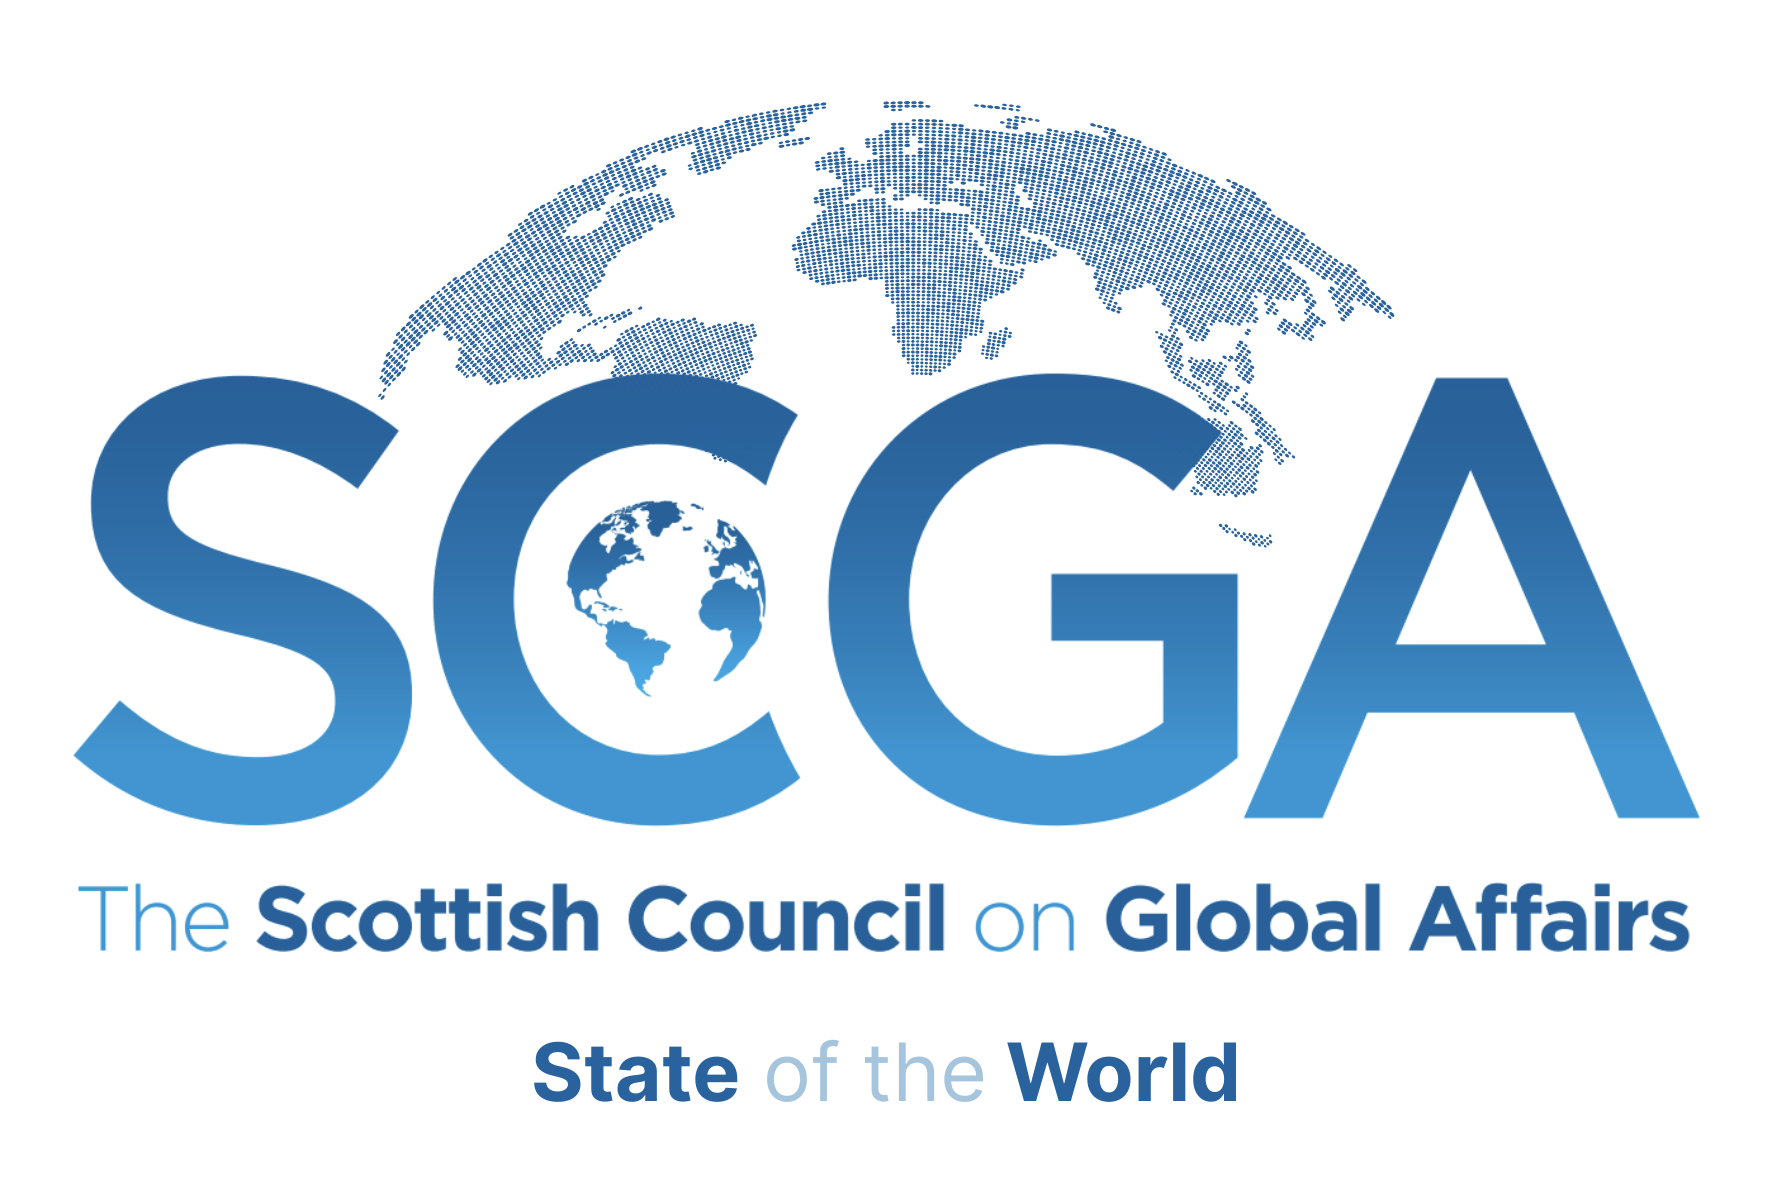 SCGA
The Scottish Council on Global Affairs
State of the World